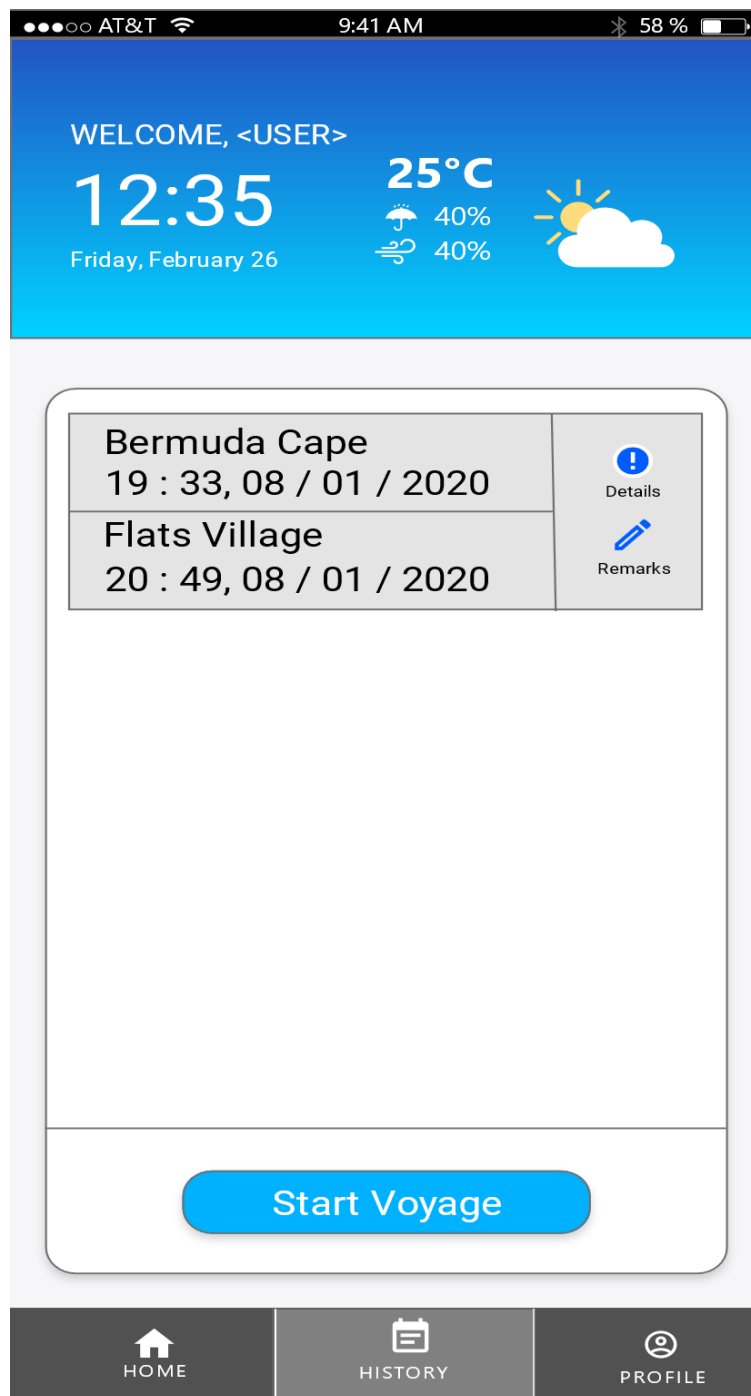 AT&T 9:41 AM 58 %
WELCOME, <USER>
12:35
Friday, February 26
25°C
40%
40%
Bermuda Cape
19 : 33, 08 / 01 / 2020
Flats Village
20 : 49, 08 / 01 / 2020
Details
Remarks
Start Voyage
HOME HISTORY PROFILE